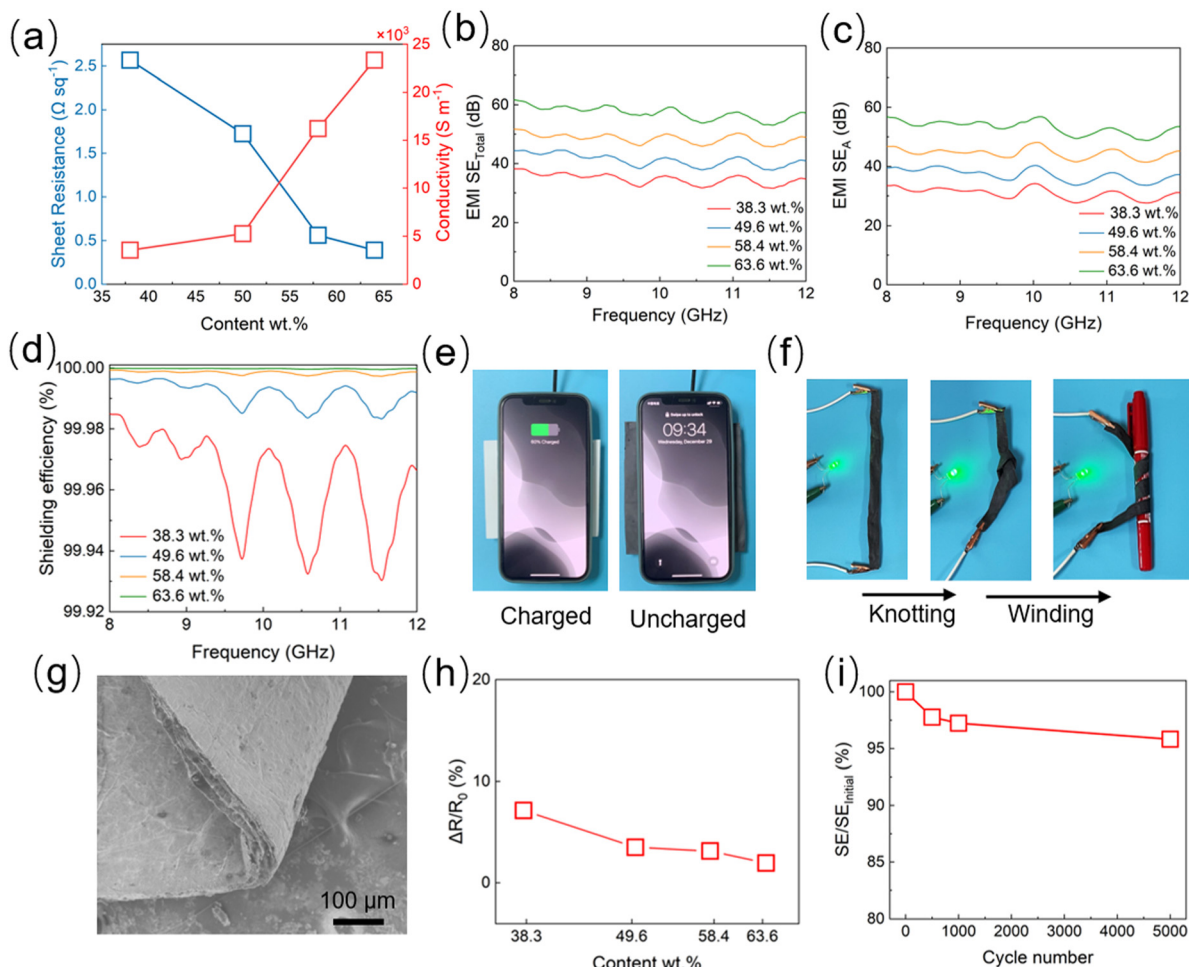 (a)
×10³
Sheet Resistance (Ω sq⁻¹)
2.5
2.0
1.5
1.0
0.5
0.0
25
20
15
10
5
0
Conductivity (S m⁻¹)
35 40 45 50 55 60 65
Content wt.%
(b)
EMI SE_Total (dB)
80
60
40
20
0
38.3 wt.%
49.6 wt.%
58.4 wt.%
63.6 wt.%
8 9 10 11 12
Frequency (GHz)
(c)
EMI SE_A (dB)
80
60
40
20
0
38.3 wt.%
49.6 wt.%
58.4 wt.%
63.6 wt.%
8 9 10 11 12
Frequency (GHz)
(d)
Shielding efficiency (%)
100.00
99.98
99.96
99.94
99.92
38.3 wt.%
49.6 wt.%
58.4 wt.%
63.6 wt.%
8 9 10 11 12
Frequency (GHz)
(e)
Swipe up to unlock
09:34
Wednesday, December 29
Charged
Uncharged
(f)
Knotting
Winding
(g)
100 μm
(h)
ΔR/R₀ (%)
20
10
0
38.3 49.6 58.4 63.6
Content wt.%
(i)
SE/SE_Initial (%)
100
95
90
85
80
0 1000 2000 3000 4000 5000
Cycle number